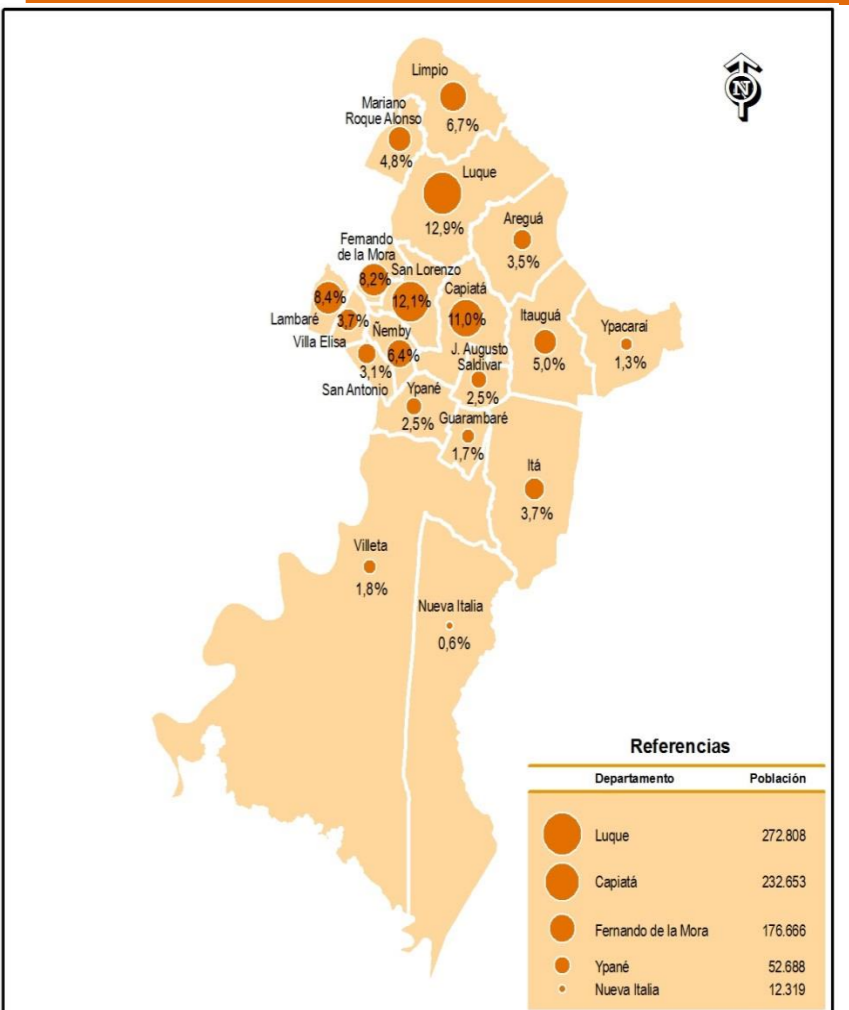 Limpio
6,7%
Mariano
Roque Alonso
4,8%
Luque
12,9%
Areguá
3,5%
Fernando
de la Mora
8,2%
San Lorenzo
12,1%
Capiatá
11,0%
Itauguá
5,0%
Ypacaraí
1,3%
8,4%
Lambaré
3,7%
Villa Elisa
Ñemby
6,4%
3,1%
San Antonio
J. Augusto
Saldivar
2,5%
Ypané
2,5%
Guarambaré
1,7%
Itá
3,7%
Villeta
1,8%
Nueva Italia
0,6%
N
Referencias
Departamento Población
Luque 272.808
Capiatá 232.653
Fernando de la Mora 176.666
Ypané 52.688
Nueva Italia 12.319